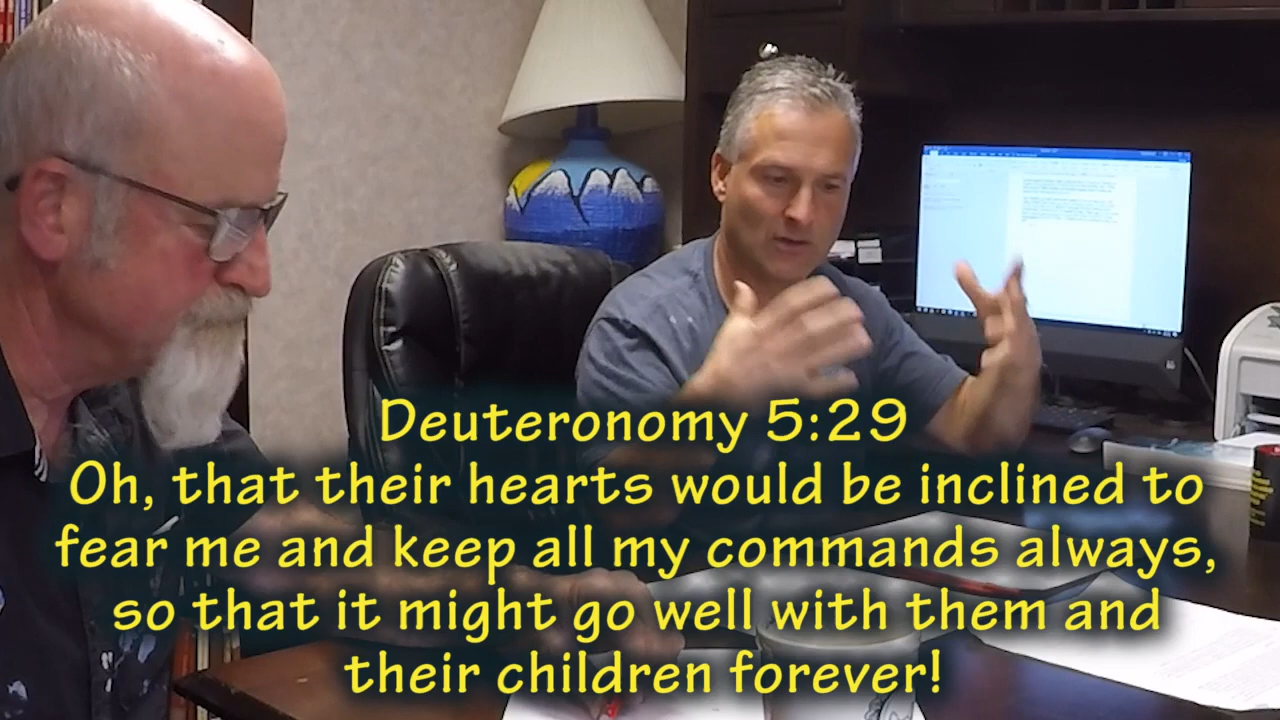 Deuteronomy 5:29
Oh, that their hearts would be inclined to
fear me and keep all my commands always,
so that it might go well with them and
their children forever!